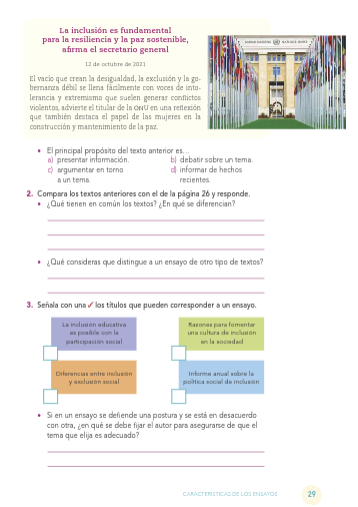 La inclusión es fundamental
para la resiliencia y la paz sostenible,
afirma el secretario general
12 de octubre de 2021
El vacío que crean la desigualdad, la exclusión y la go-
bernanza débil se llena fácilmente con voces de into-
lerancia y extremismo que suelen generar conflictos
violentos, advierte el titular de la ONU en una reflexión
que también destaca el papel de las mujeres en la
construcción y mantenimiento de la paz.
• El principal propósito del texto anterior es...
a) presentar información. b) debatir sobre un tema.
c) argumentar en torno d) informar de hechos
a un tema. recientes.
2. Compara los textos anteriores con el de la página 26 y responde.
• ¿Qué tienen en común los textos? ¿En qué se diferencian?
• ¿Qué consideras que distingue a un ensayo de otro tipo de textos?
3. Señala con una ✓ los títulos que pueden corresponder a un ensayo.
La inclusión educativa
es posible con la
participación social
Razones para fomentar
una cultura de inclusión
en la sociedad
Diferencias entre inclusión
y exclusión social
Informe anual sobre la
política social de inclusión
• Si en un ensayo se defiende una postura y se está en desacuerdo
con otra, ¿en qué se debe fijar el autor para asegurarse de que el
tema que elija es adecuado?
CARACTERÍSTICAS DE LOS ENSAYOS 29